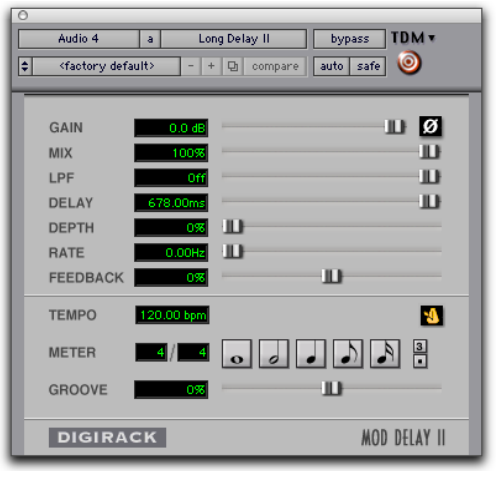 Audio 4 a Long Delay II bypass TDM
<factory default> - + compare auto safe
GAIN 0.0 dB Ø
MIX 100%
LPF Off
DELAY 678.00ms
DEPTH 0%
RATE 0.00Hz
FEEDBACK 0%
TEMPO 120.00 bpm
METER 4 / 4 3
GROOVE 0%
DIGIRACK MOD DELAY II